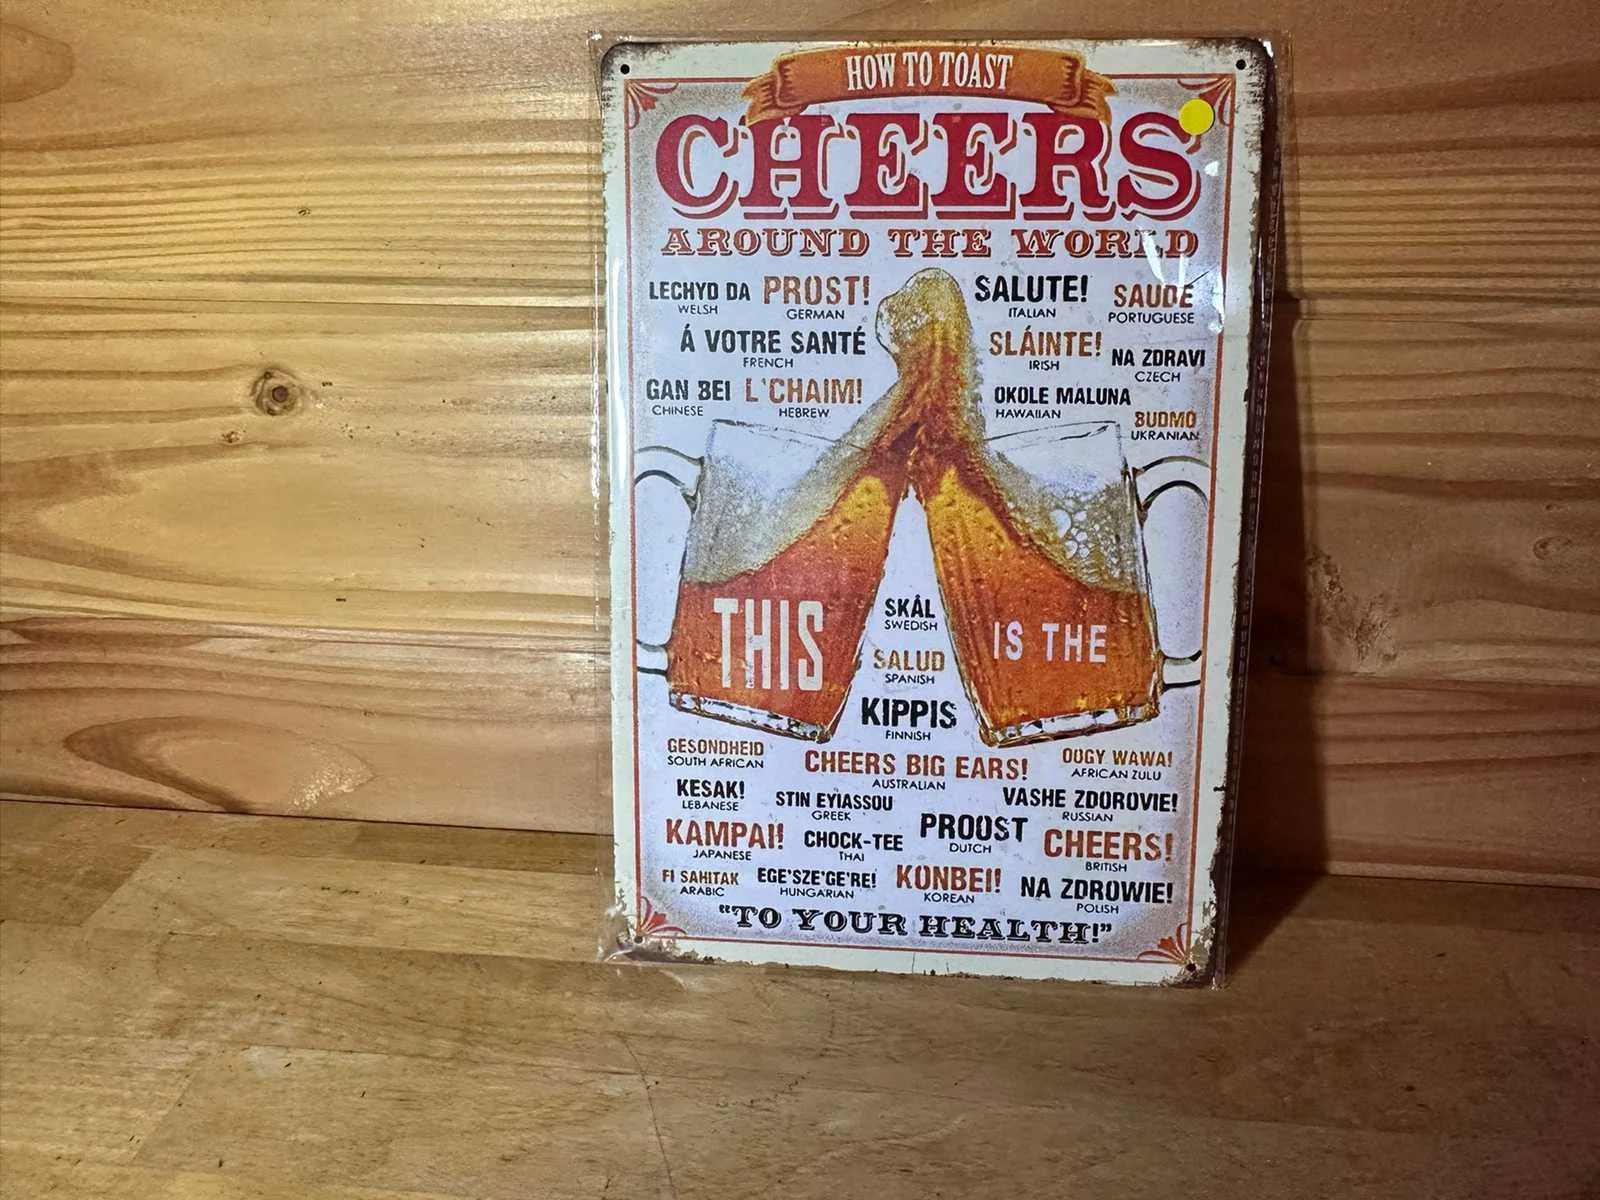 HOW TO TOAST
CHEERS
AROUND THE WORLD
LECHYD DA PROST! SALUTE! SAUDE
WELSH GERMAN ITALIAN PORTUGUESE
Á VOTRE SANTÉ SLÁINTE! NA ZDRAVI
FRENCH IRISH CZECH
GAN BEI L'CHAIM! OKOLE MALUNA BUDMO
CHINESE HEBREW HAWAIIAN UKRANIAN
THIS IS THE
SKÅL
SWEDISH
SALUD
SPANISH
KIPPIS
FINNISH
GESONDHEID CHEERS BIG EARS! OOGY WAWA!
SOUTH AFRICAN AUSTRALIAN AFRICAN ZULU
KESAK! STIN EYIASSOU VASHE ZDOROVIE!
LEBANESE GREEK RUSSIAN
KAMPAI! CHOCK-TEE PROOST CHEERS!
JAPANESE THAI DUTCH BRITISH
FI SAHITAK EGE'SZE'GE'RE! KONBEI! NA ZDROWIE!
ARABIC HUNGARIAN KOREAN POLISH
"TO YOUR HEALTH!"